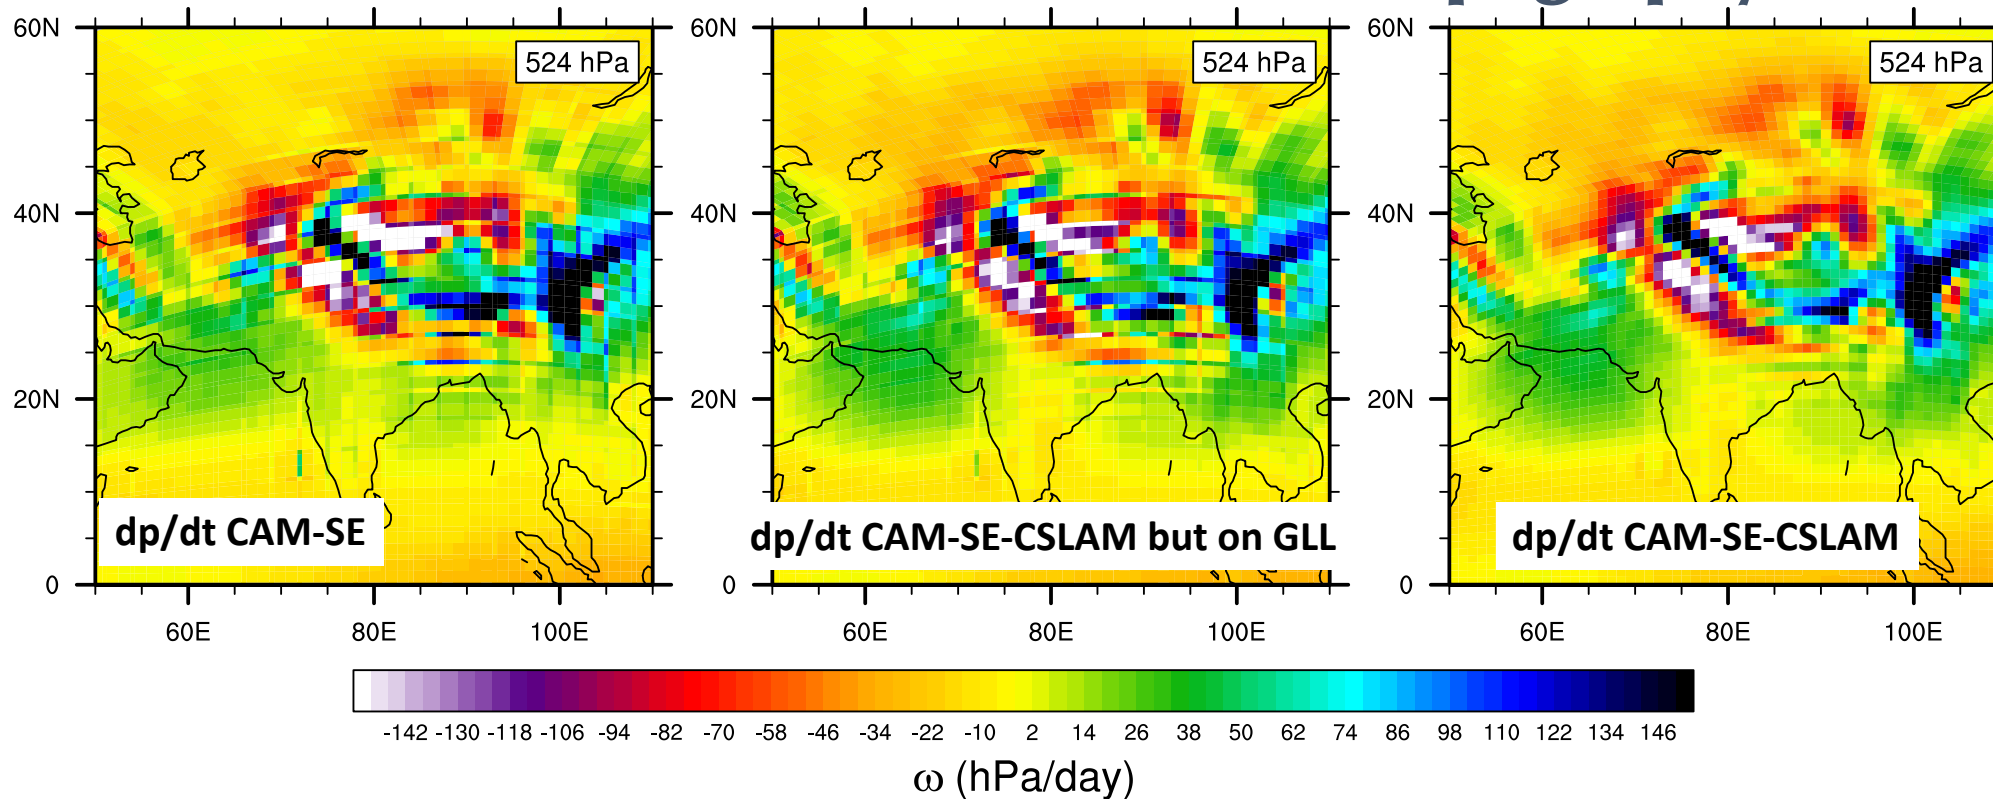 60N
40N
20N
0
60E 80E 100E
524 hPa
dp/dt CAM-SE
60N
40N
20N
0
60E 80E 100E
524 hPa
dp/dt CAM-SE-CSLAM but on GLL
60N
40N
20N
0
60E 80E 100E
524 hPa
dp/dt CAM-SE-CSLAM
-142 -130 -118 -106 -94 -82 -70 -58 -46 -34 -22 -10 2 14 26 38 50 62 74 86 98 110 122 134 146
ω (hPa/day)